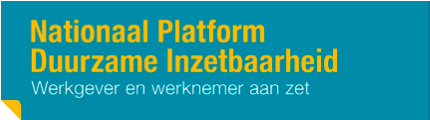 Nationaal Platform
Duurzame Inzetbaarheid
Werkgever en werknemer aan zet